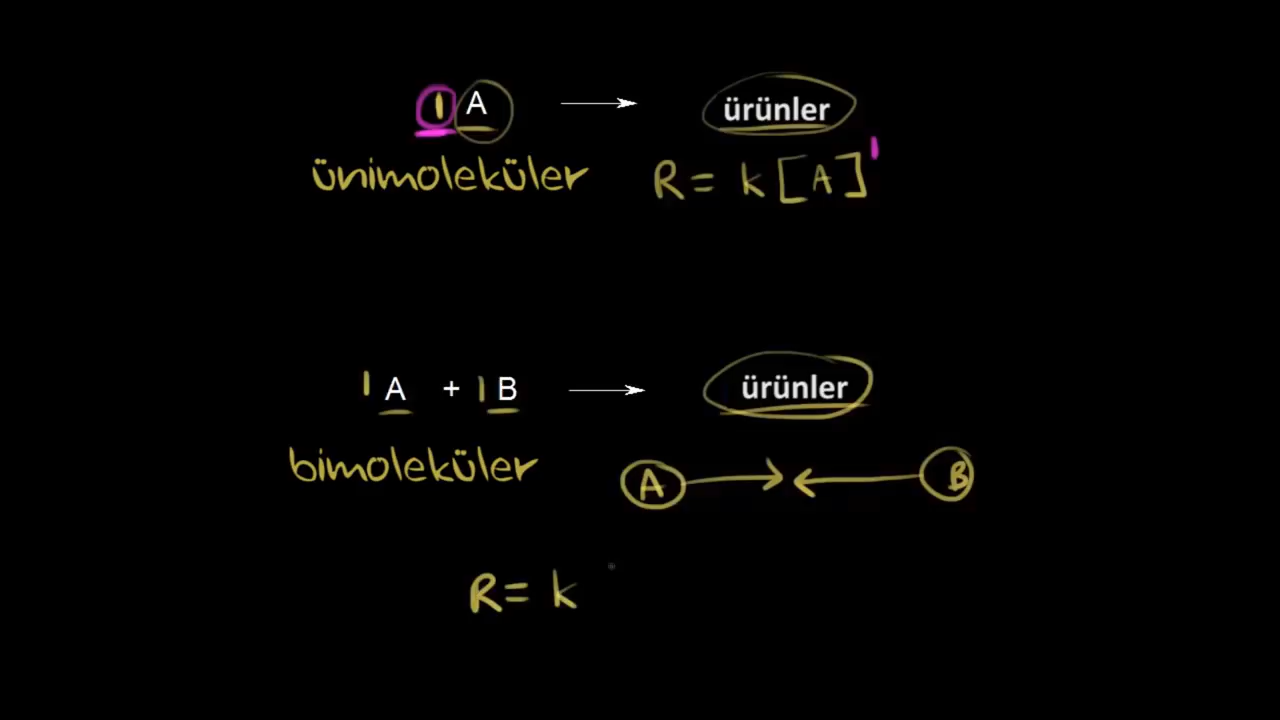 1 A → ürünler
ünimoleküler R = k [A]¹
1 A + 1 B → ürünler
bimoleküler A B
R = k